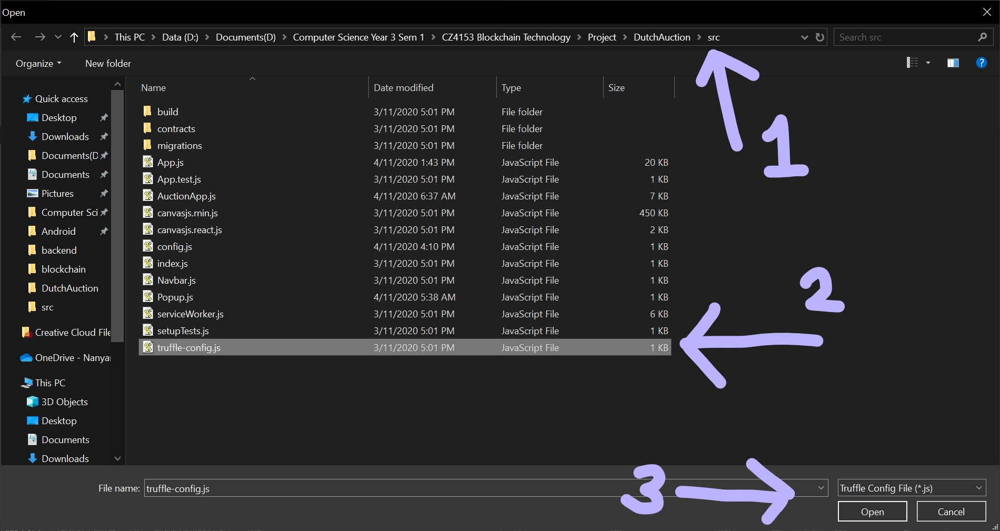 Open
This PC > Data (D:) > Documents(D) > Computer Science Year 3 Sem 1 > CZ4153 Blockchain Technology > Project > DutchAuction > src
Search src
Organize
New folder
?
1
Quick access
Desktop
Downloads
Documents(D
Documents
Pictures
Computer Sci
Android
backend
blockchain
DutchAuction
src
Creative Cloud File
OneDrive - Nanyan
This PC
3D Objects
Desktop
Documents
Downloads
Name Date modified Type Size
build 3/11/2020 5:01 PM File folder
contracts 3/11/2020 5:01 PM File folder
migrations 3/11/2020 5:01 PM File folder
App.js 4/11/2020 1:43 PM JavaScript File 20 KB
App.test.js 3/11/2020 5:01 PM JavaScript File 1 KB
AuctionApp.js 4/11/2020 6:37 AM JavaScript File 7 KB
canvasjs.min.js 3/11/2020 5:01 PM JavaScript File 450 KB
canvasjs.react.js 3/11/2020 5:01 PM JavaScript File 2 KB
config.js 4/11/2020 4:10 PM JavaScript File 1 KB
index.js 3/11/2020 5:01 PM JavaScript File 1 KB
Navbar.js 3/11/2020 5:01 PM JavaScript File 1 KB
Popup.js 4/11/2020 5:38 AM JavaScript File 1 KB
serviceWorker.js 3/11/2020 5:01 PM JavaScript File 6 KB
setupTests.js 3/11/2020 5:01 PM JavaScript File 1 KB
truffle-config.js 3/11/2020 5:01 PM JavaScript File 1 KB
2
3
File name: truffle-config.js
Truffle Config File (*.js)
Open
Cancel